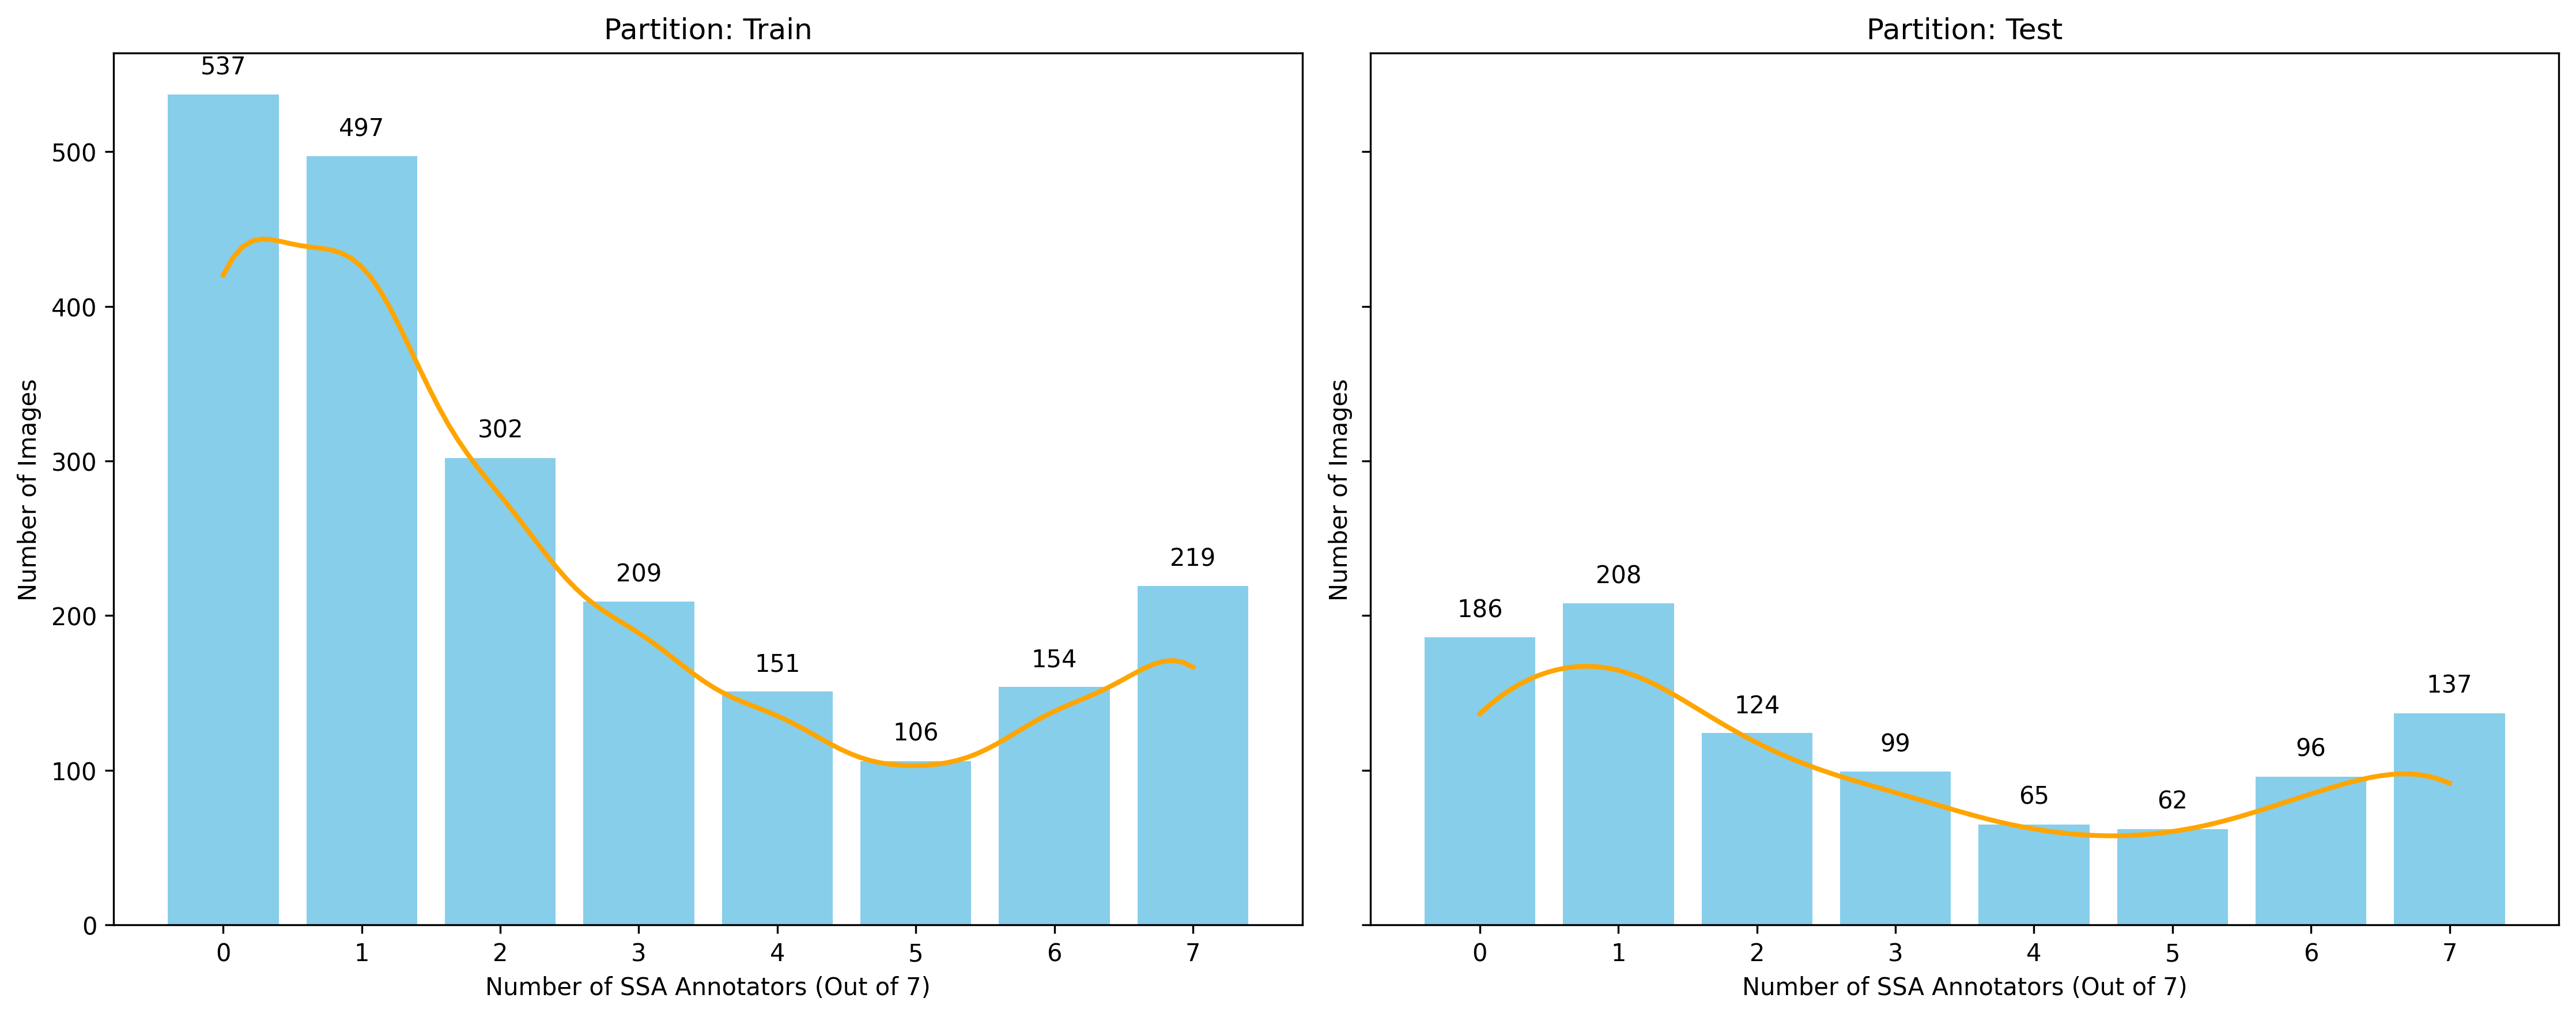 Partition: Train
537
497
302
209
151
106
154
219
500
400
300
200
100
0
Number of Images
0 1 2 3 4 5 6 7
Number of SSA Annotators (Out of 7)
Partition: Test
186
208
124
99
65
62
96
137
Number of Images
0 1 2 3 4 5 6 7
Number of SSA Annotators (Out of 7)